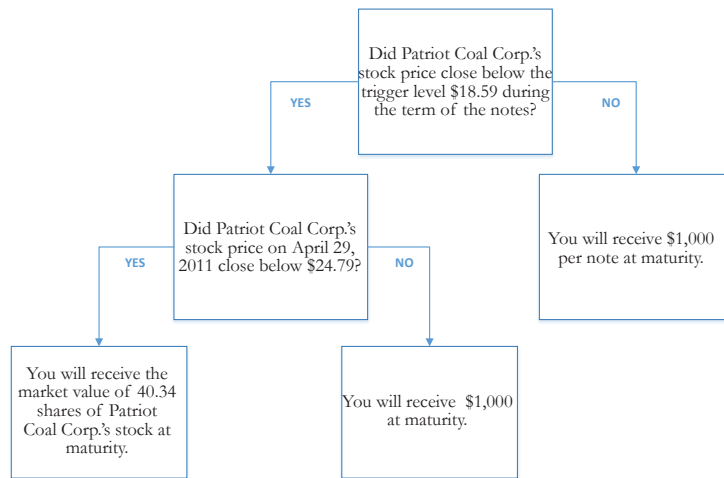 Did Patriot Coal Corp.'s
stock price close below the
trigger level $18.59 during
the term of the notes?
YES
NO
Did Patriot Coal Corp.'s
stock price on April 29,
2011 close below $24.79?
You will receive $1,000
per note at maturity.
YES
NO
You will receive the
market value of 40.34
shares of Patriot
Coal Corp.'s stock at
maturity.
You will receive $1,000
at maturity.